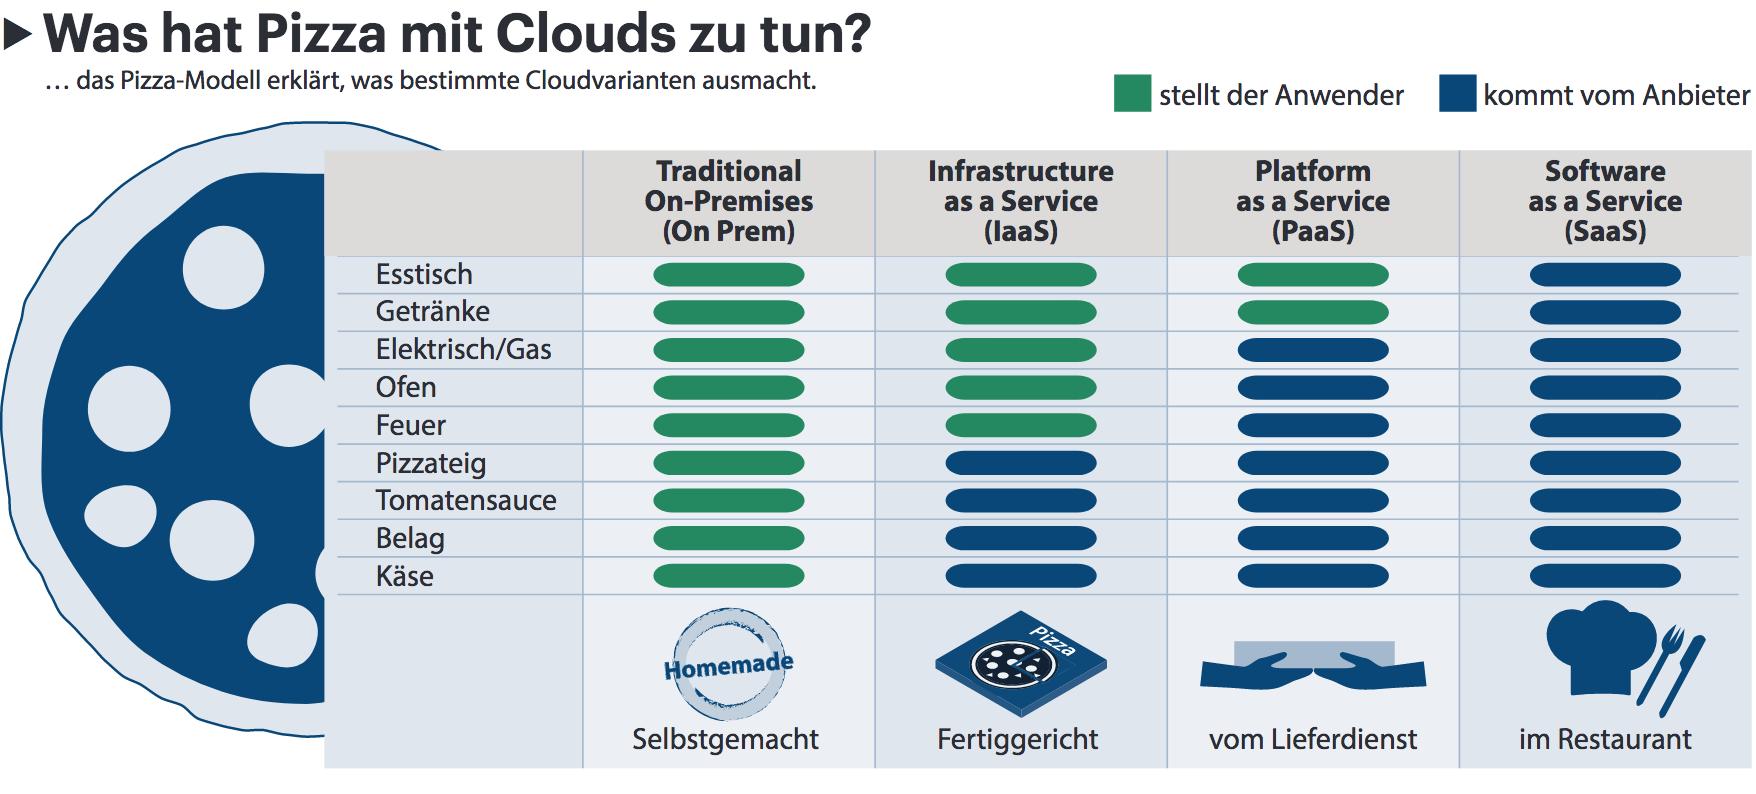 Was hat Pizza mit Clouds zu tun?
… das Pizza-Modell erklärt, was bestimmte Cloudvarianten ausmacht.
stellt der Anwender
kommt vom Anbieter
Traditional
On-Premises
(On Prem)
Infrastructure
as a Service
(IaaS)
Platform
as a Service
(PaaS)
Software
as a Service
(SaaS)
Esstisch
Getränke
Elektrisch/Gas
Ofen
Feuer
Pizzateig
Tomatensauce
Belag
Käse
Homemade
Pizza
Selbstgemacht
Fertiggericht
vom Lieferdienst
im Restaurant